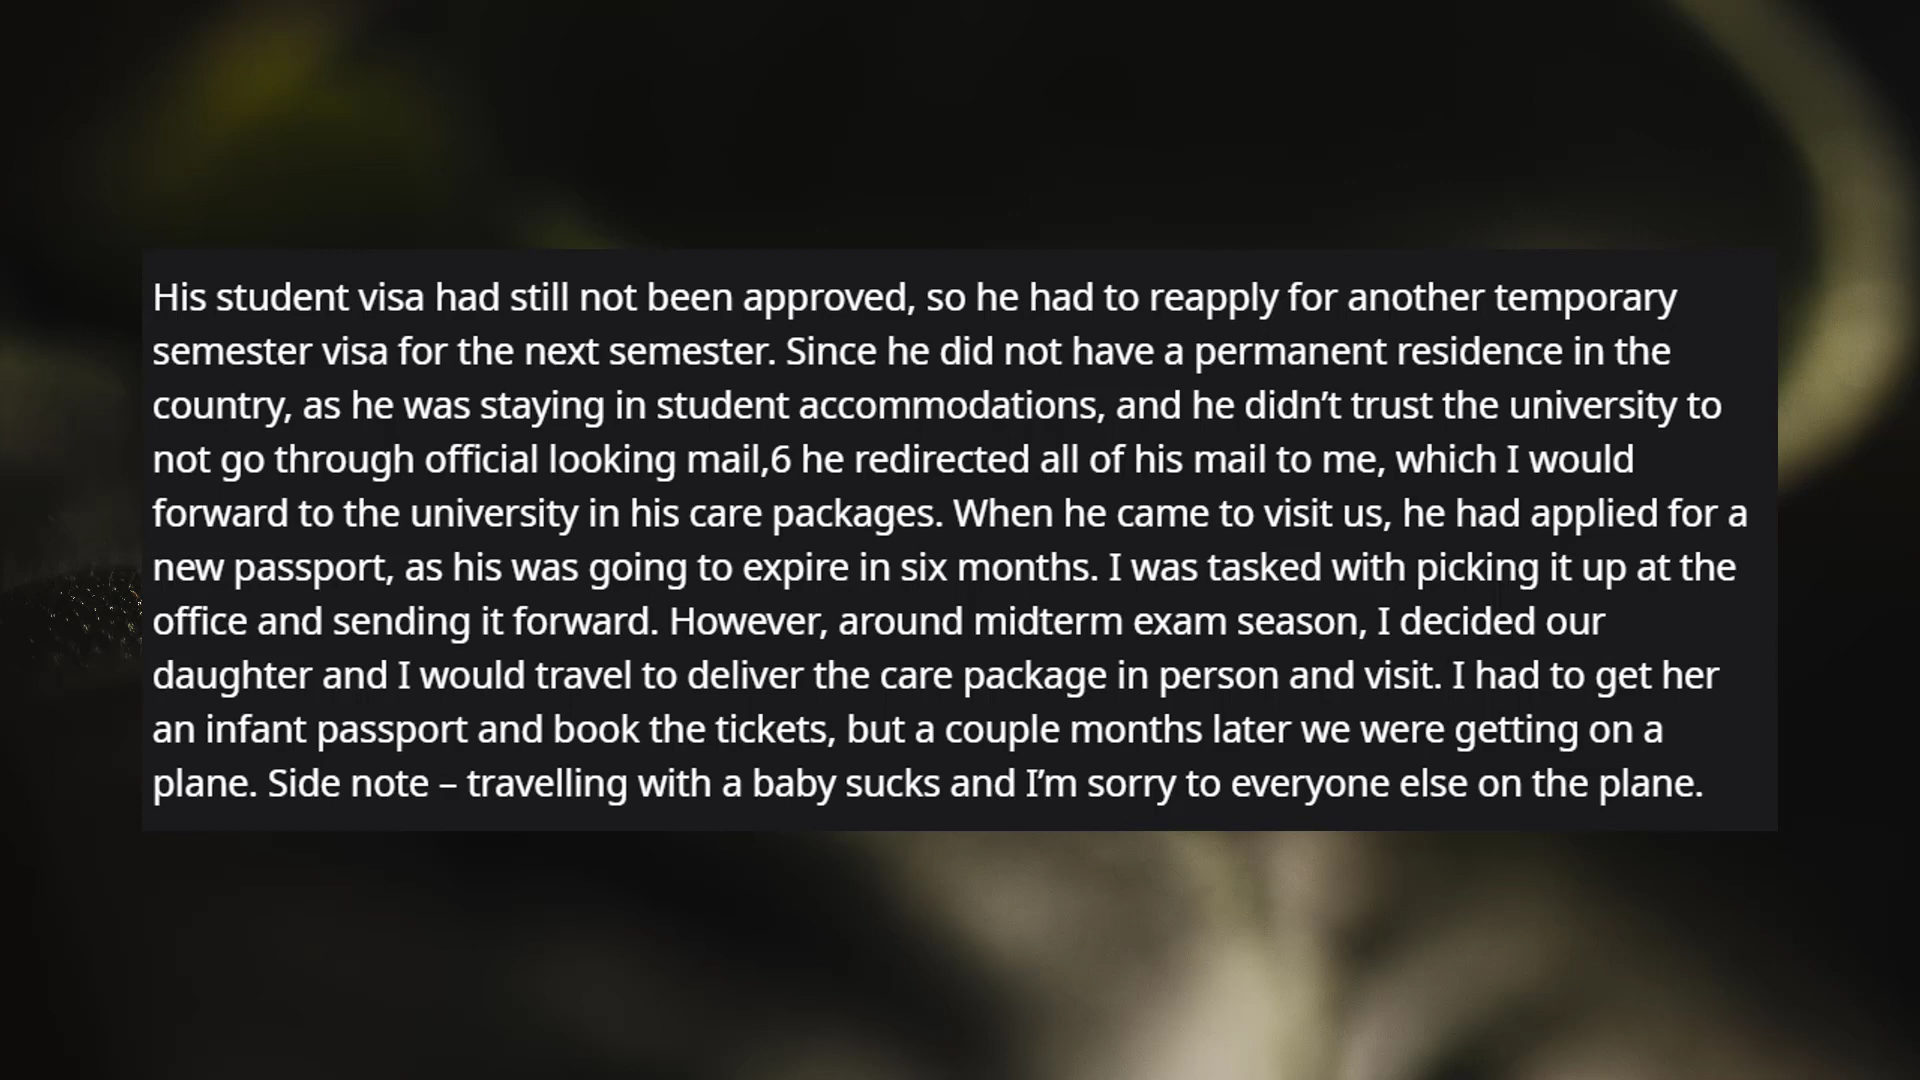 His student visa had still not been approved, so he had to reapply for another temporary
semester visa for the next semester. Since he did not have a permanent residence in the
country, as he was staying in student accommodations, and he didn’t trust the university to
not go through official looking mail,6 he redirected all of his mail to me, which I would
forward to the university in his care packages. When he came to visit us, he had applied for a
new passport, as his was going to expire in six months. I was tasked with picking it up at the
office and sending it forward. However, around midterm exam season, I decided our
daughter and I would travel to deliver the care package in person and visit. I had to get her
an infant passport and book the tickets, but a couple months later we were getting on a
plane. Side note – travelling with a baby sucks and I’m sorry to everyone else on the plane.